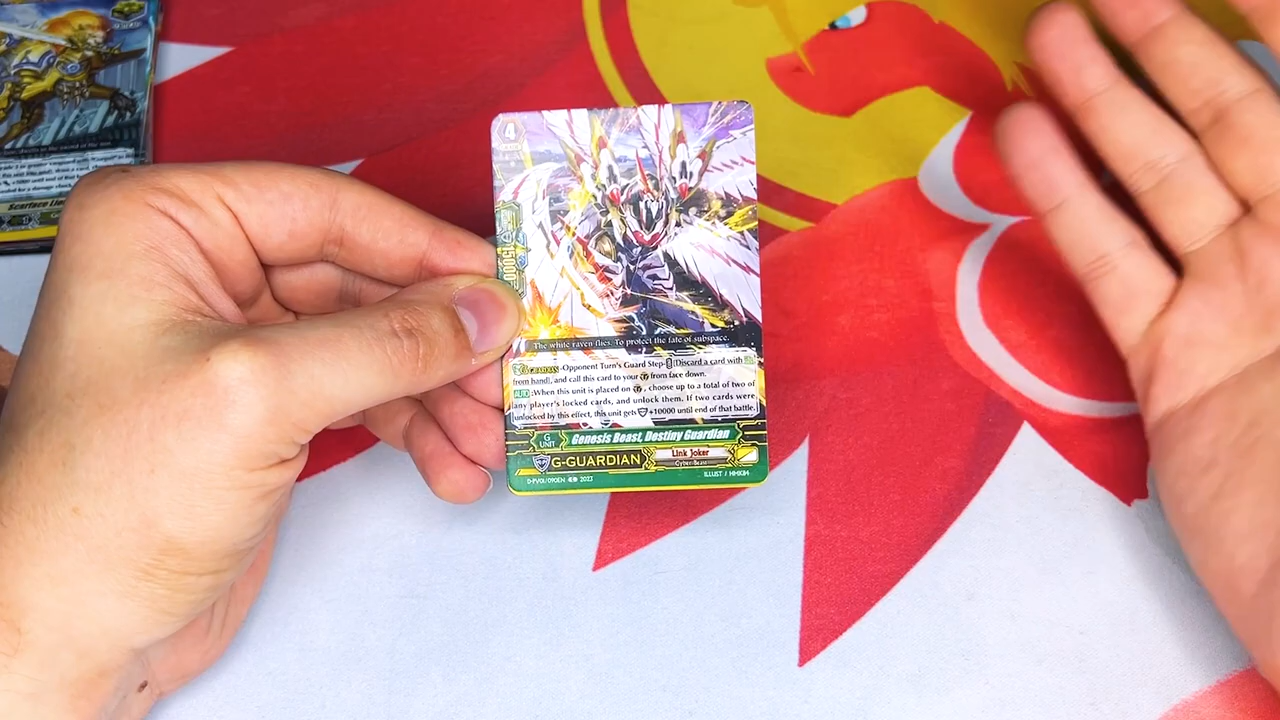 4
15000
The white raven flies. To protect the fate of subspace.
G GUARDIAN -Opponent Turn's Guard Step- [Discard a card with
from hand], and call this card to your from face down.
AUTO:When this unit is placed on , choose up to a total of two of
any player's locked cards, and unlock them. If two cards were
unlocked by this effect, this unit gets +10000 until end of that battle.
G
UNIT
Genesis Beast, Destiny Guardian
G-GUARDIAN
Link Joker
Cyber Beast
D-PV01/090EN
2023
ILLUST / HMK84
Scarface